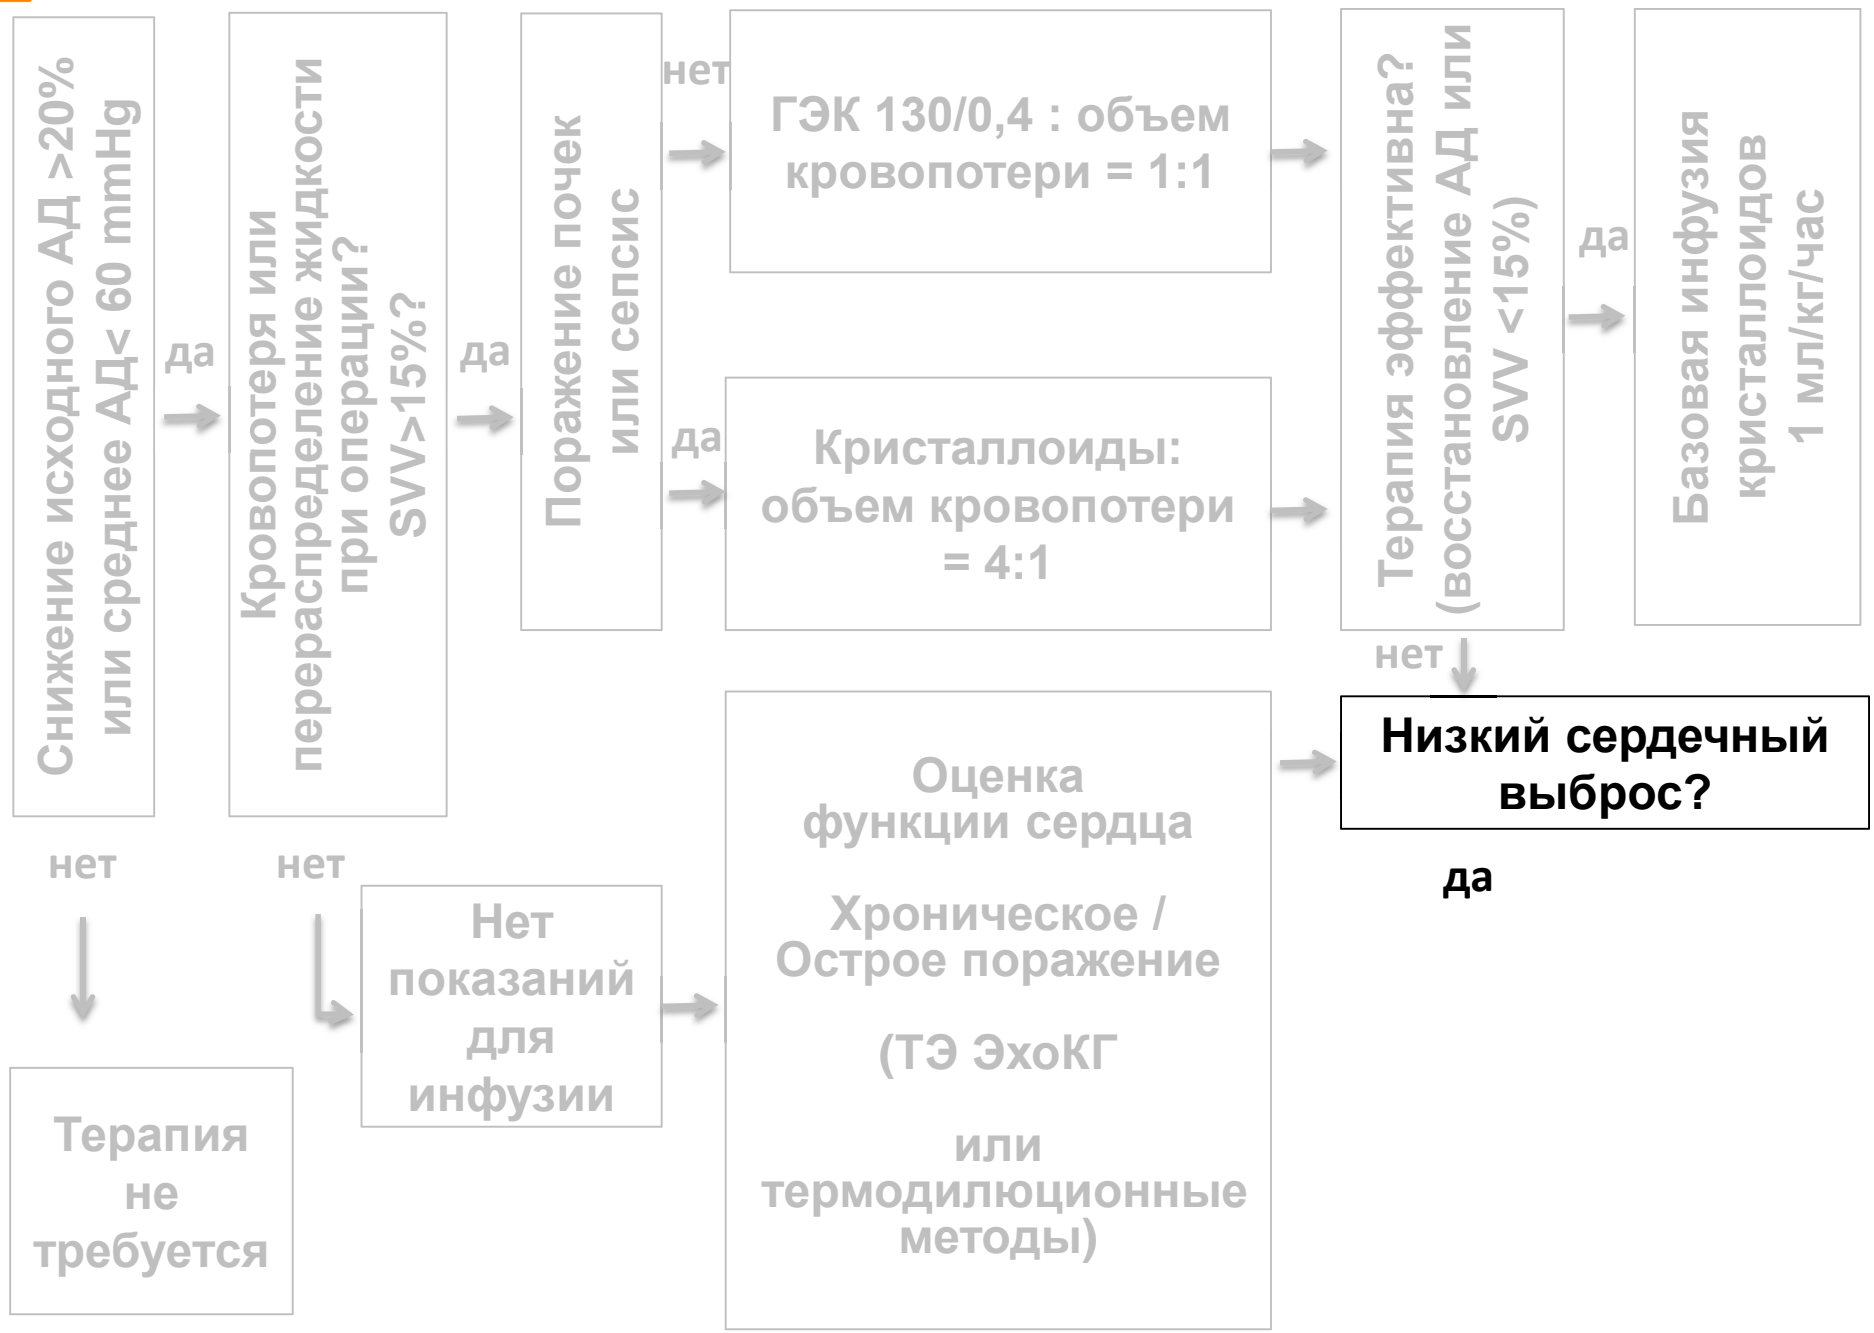 Снижение исходного АД >20%
или среднее АД< 60 mmHg
да
нет
Терапия
не
требуется
Кровопотеря или
перераспределение жидкости
при операции?
SVV>15%?
да
нет
Нет
показаний
для
инфузии
Поражение почек
или сепсис
нет
ГЭК 130/0,4 : объем
кровопотери = 1:1
да
Кристаллоиды:
объем кровопотери
= 4:1
Оценка
функции сердца
Хроническое /
Острое поражение
(ТЭ ЭхоКГ
или
термодилюционные
методы)
Терапия эффективна?
(восстановление АД или
SVV <15%)
да
Базовая инфузия
кристаллоидов
1 мл/кг/час
нет
Низкий сердечный
выброс?
да